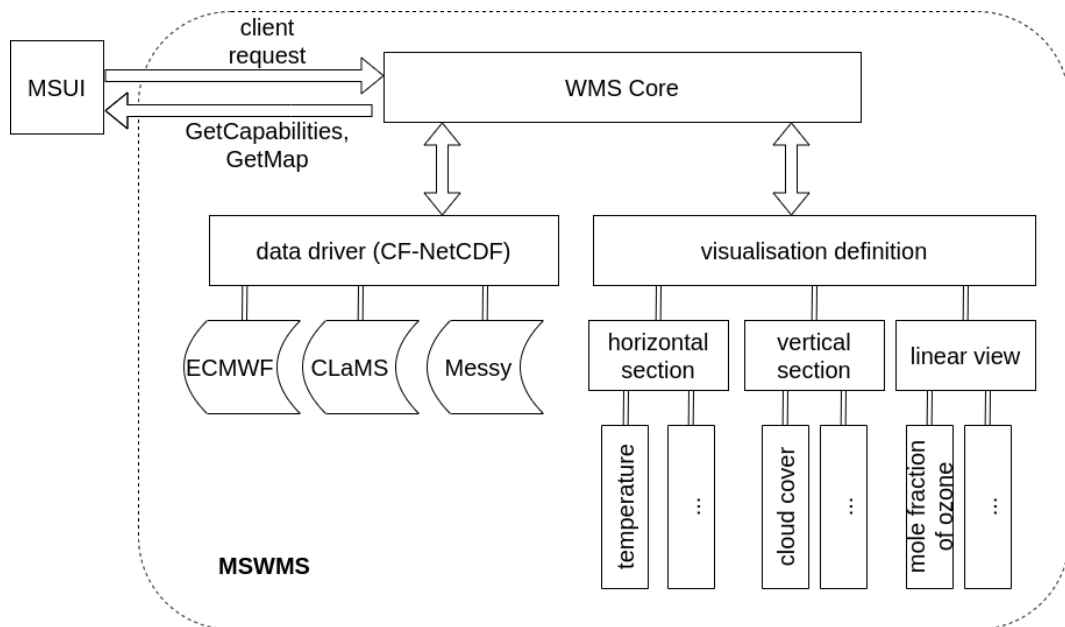 client
request
MSUI
WMS Core
GetCapabilities,
GetMap
data driver (CF-NetCDF)
visualisation definition
ECMWF
CLaMS
Messy
horizontal
section
vertical
section
linear view
temperature
...
cloud cover
...
mole fraction
of ozone
...
MSWMS